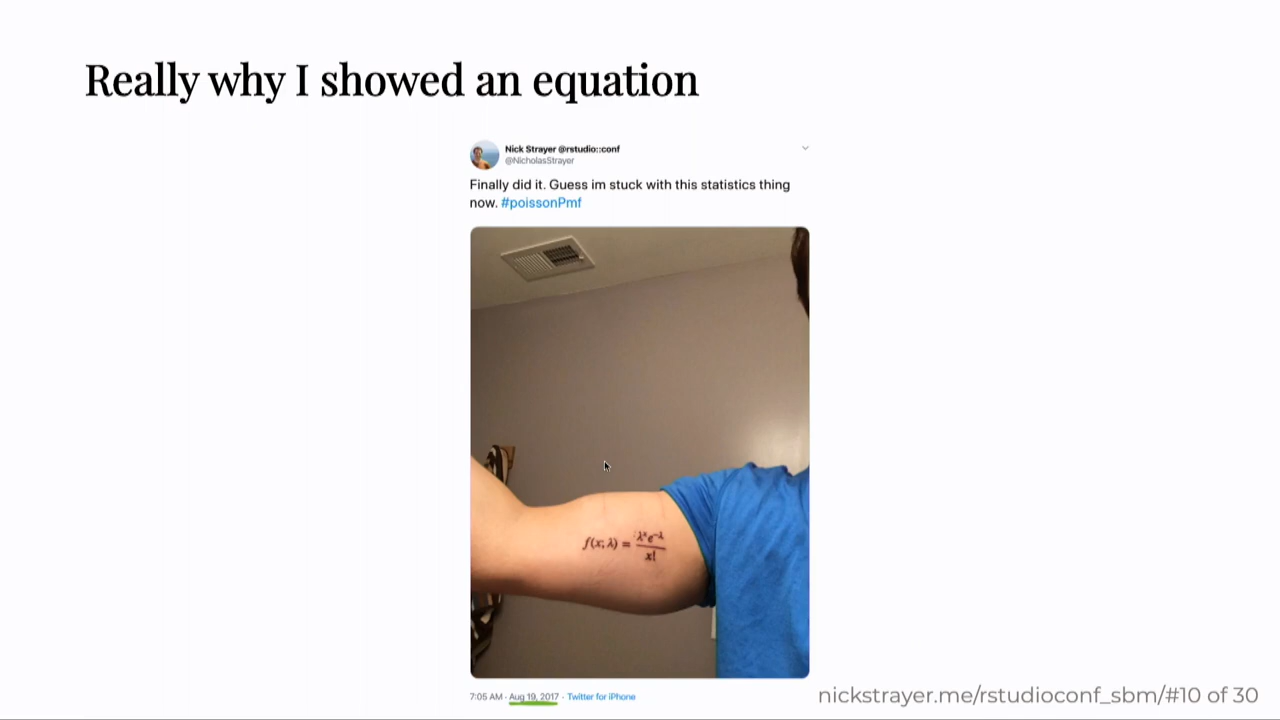 Really why I showed an equation
Nick Strayer @rstudio::conf
@NicholasStrayer
Finally did it. Guess im stuck with this statistics thing
now. #poissonPmf
f(x; λ) = λˣe⁻λ / x!
7:05 AM · Aug 19, 2017 · Twitter for iPhone
nickstrayer.me/rstudioconf_sbm/#10 of 30